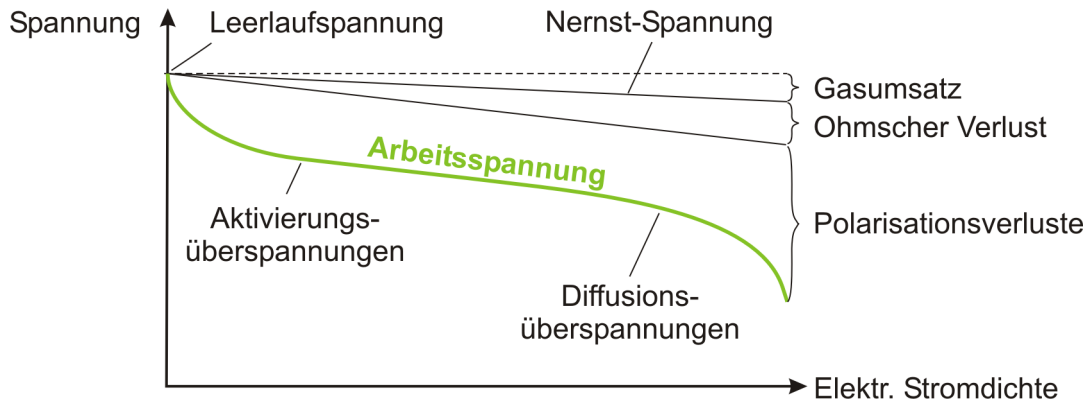 Spannung
Leerlaufspannung
Nernst-Spannung
Gasumsatz
Ohmscher Verlust
Arbeitsspannung
Aktivierungs-
überspannungen
Polarisationsverluste
Diffusions-
überspannungen
Elektr. Stromdichte